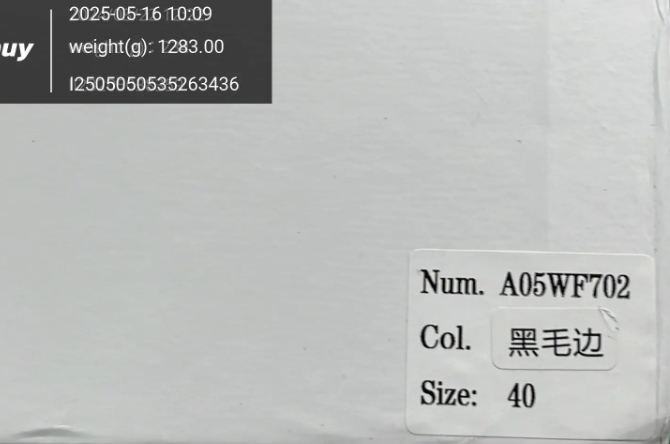 2025-05-16 10:09
uy
weight(g): 1283.00
I2505050535263436
Num. A05WF702
Col. 黑毛边
Size: 40